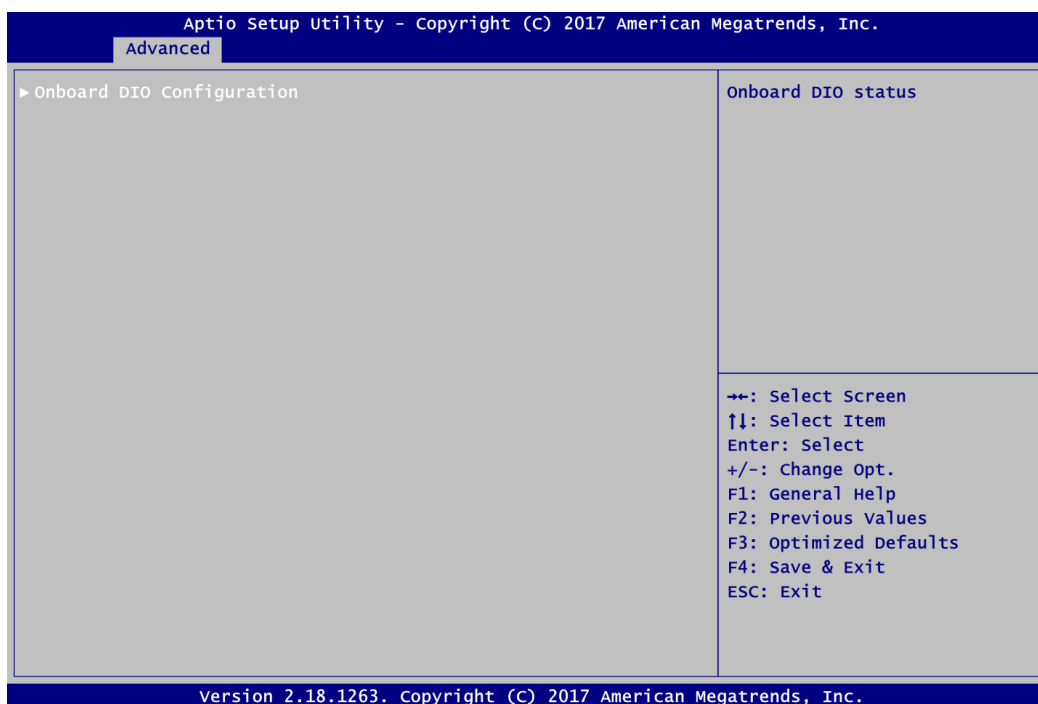 Aptio Setup Utility - Copyright (C) 2017 American Megatrends, Inc.
Advanced
►Onboard DIO Configuration
Onboard DIO status
→←: Select Screen
↑↓: Select Item
Enter: Select
+/-: Change Opt.
F1: General Help
F2: Previous Values
F3: Optimized Defaults
F4: Save & Exit
ESC: Exit
Version 2.18.1263. Copyright (C) 2017 American Megatrends, Inc.